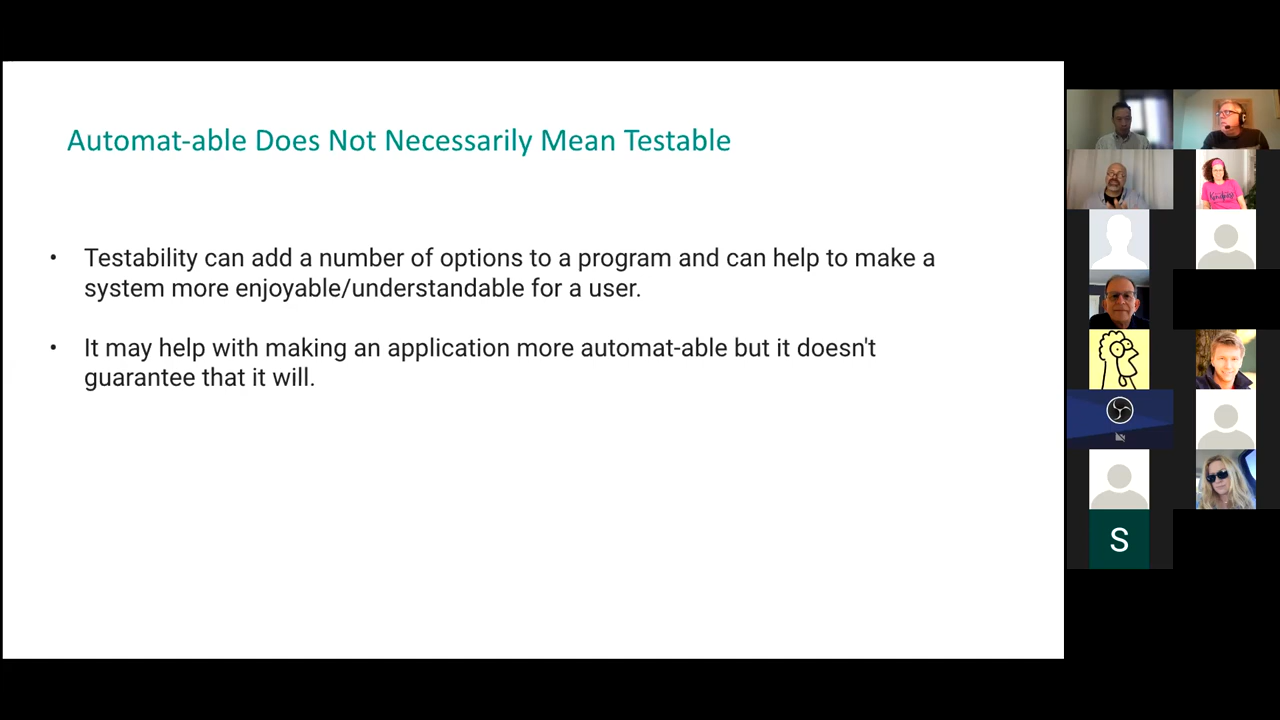 Automat-able Does Not Necessarily Mean Testable
• Testability can add a number of options to a program and can help to make a
system more enjoyable/understandable for a user.
• It may help with making an application more automat-able but it doesn't
guarantee that it will.
S